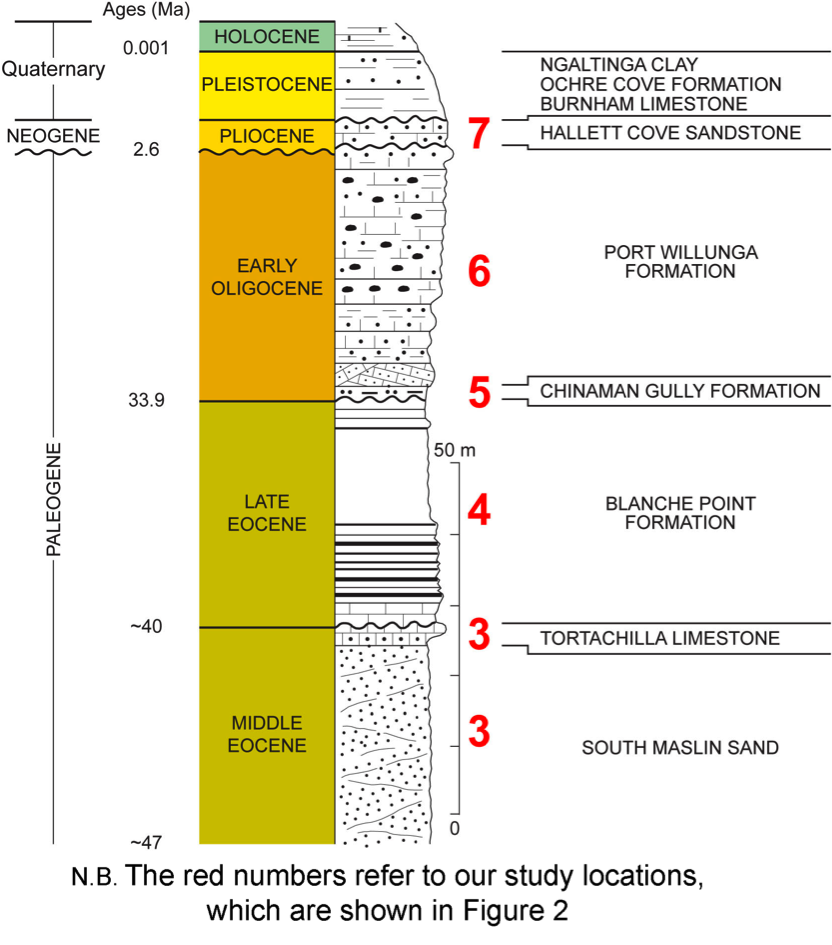 Ages (Ma)
HOLOCENE
0.001
Quaternary
PLEISTOCENE
NGALTINGA CLAY
OCHRE COVE FORMATION
BURNHAM LIMESTONE
NEOGENE
PLIOCENE
7
HALLETT COVE SANDSTONE
2.6
EARLY
OLIGOCENE
6
PORT WILLUNGA
FORMATION
33.9
5
CHINAMAN GULLY FORMATION
50 m
PALEOGENE
LATE
EOCENE
4
BLANCHE POINT
FORMATION
~40
3
TORTACHILLA LIMESTONE
MIDDLE
EOCENE
3
SOUTH MASLIN SAND
0
~47
N.B. The red numbers refer to our study locations,
which are shown in Figure 2